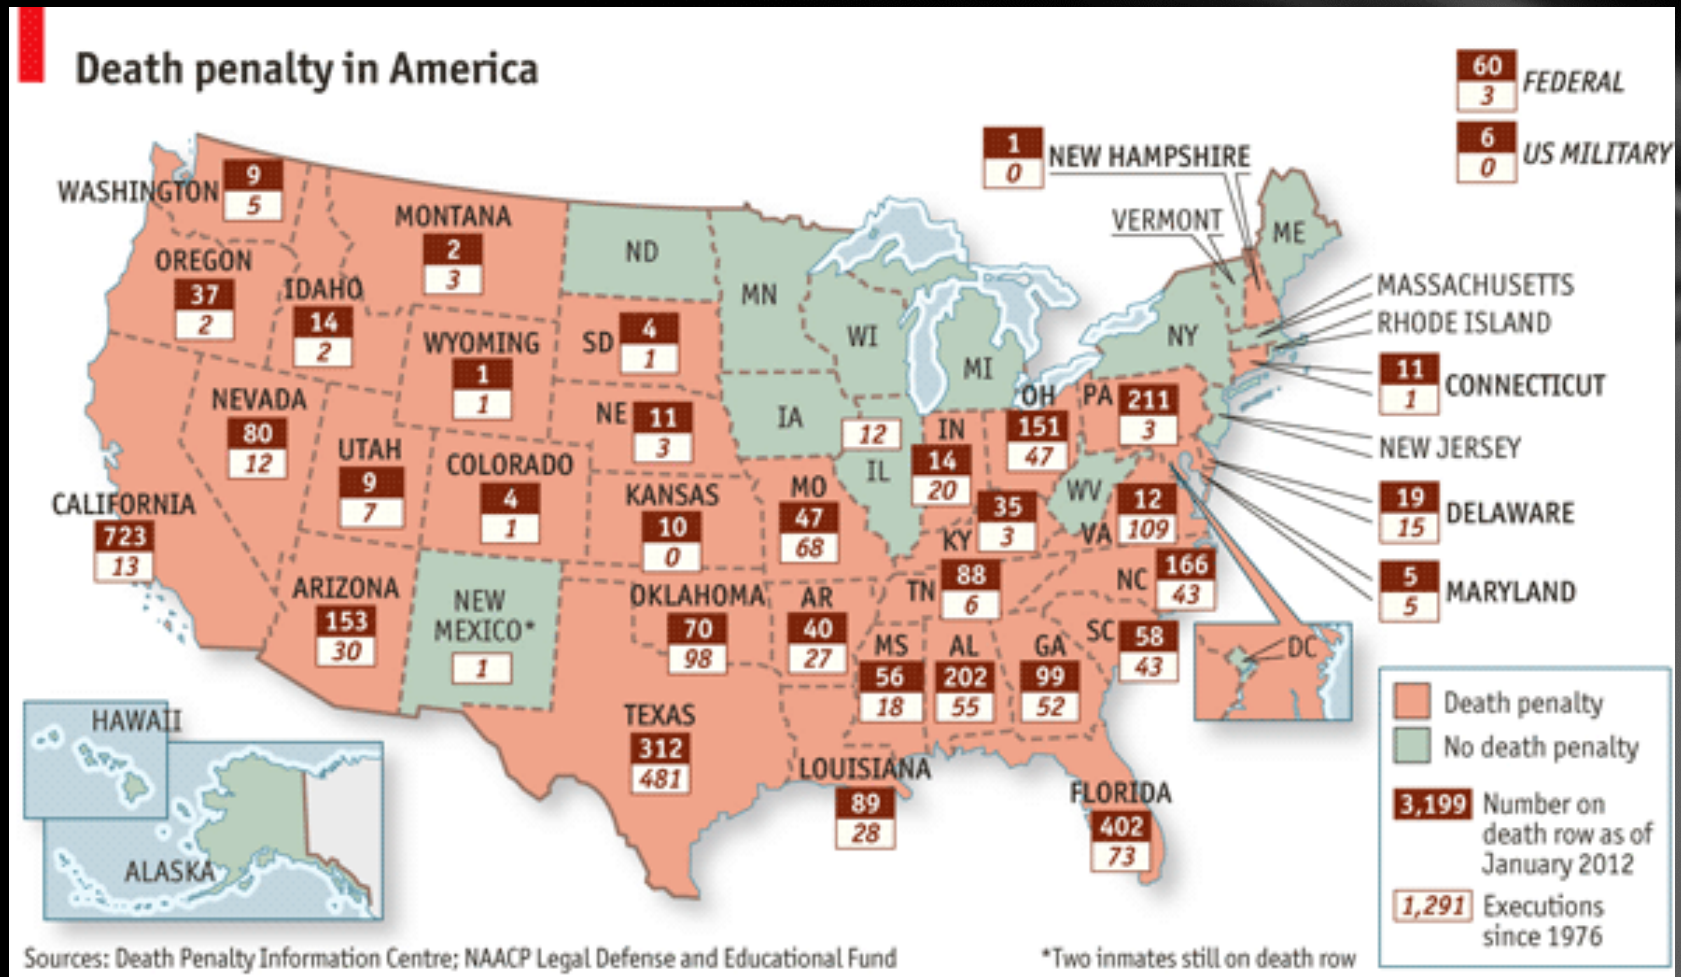 Death penalty in America
60
3
FEDERAL
6
0
US MILITARY
1
0
NEW HAMPSHIRE
VERMONT
ME
MASSACHUSETTS
RHODE ISLAND
11
1
CONNECTICUT
NEW JERSEY
19
15
DELAWARE
5
5
MARYLAND
WASHINGTON
9
5
MONTANA
2
3
ND
MN
OREGON
37
2
IDAHO
14
2
WYOMING
1
1
SD
4
1
WI
MI
NY
NEVADA
80
12
UTAH
9
7
COLORADO
4
1
NE
11
3
IA
12
IL
IN
14
20
OH
151
47
PA
211
3
CALIFORNIA
723
13
KANSAS
10
0
MO
47
68
KY
35
3
WV
VA
12
109
ARIZONA
153
30
NEW
MEXICO*
1
OKLAHOMA
70
98
AR
40
27
TN
88
6
NC
166
43
MS
56
18
AL
202
55
GA
99
52
SC
58
43
DC
TEXAS
312
481
LOUISIANA
89
28
FLORIDA
402
73
HAWAII
ALASKA
Death penalty
No death penalty
3,199
Number on
death row as of
January 2012
1,291
Executions
since 1976
Sources: Death Penalty Information Centre; NAACP Legal Defense and Educational Fund
*Two inmates still on death row